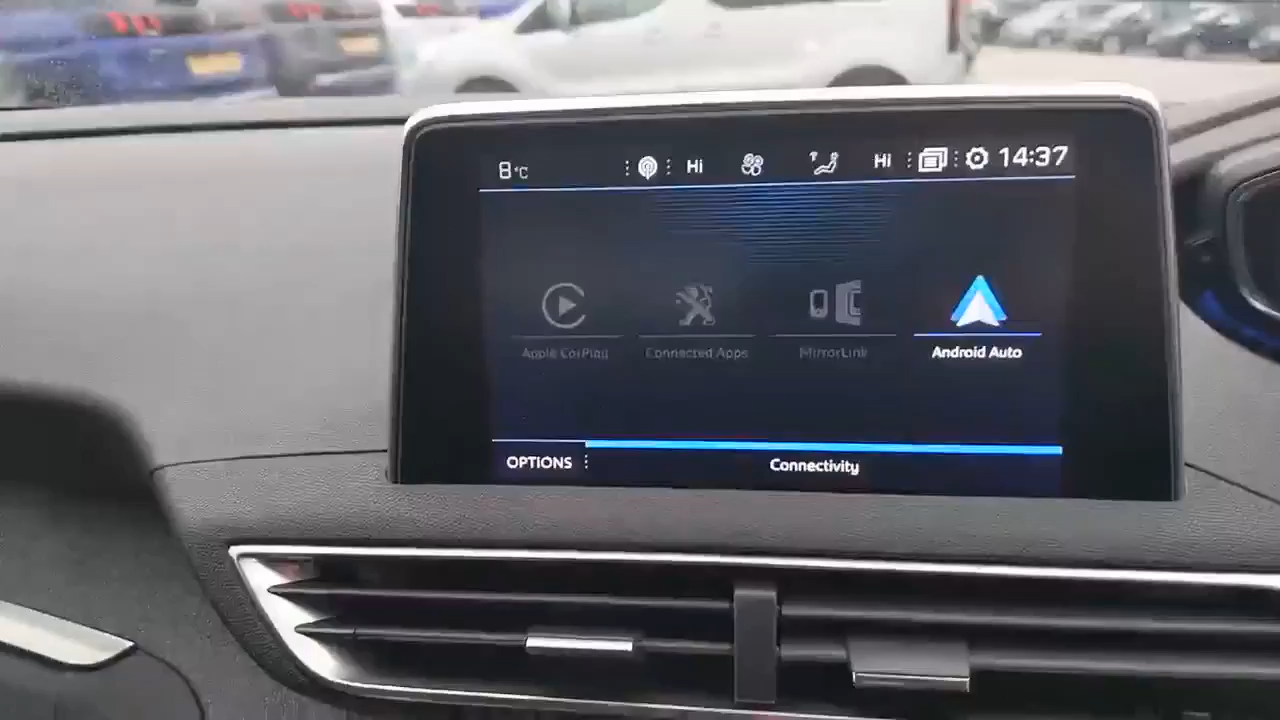 8°C Hi Hi 14:37
Apple CarPlay Connected Apps MirrorLink Android Auto
OPTIONS Connectivity